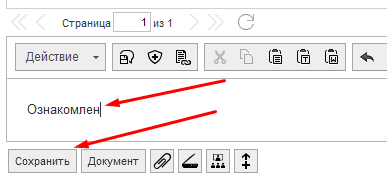 Страница 1 из 1
Действие
Ознакомлен
Сохранить Документ